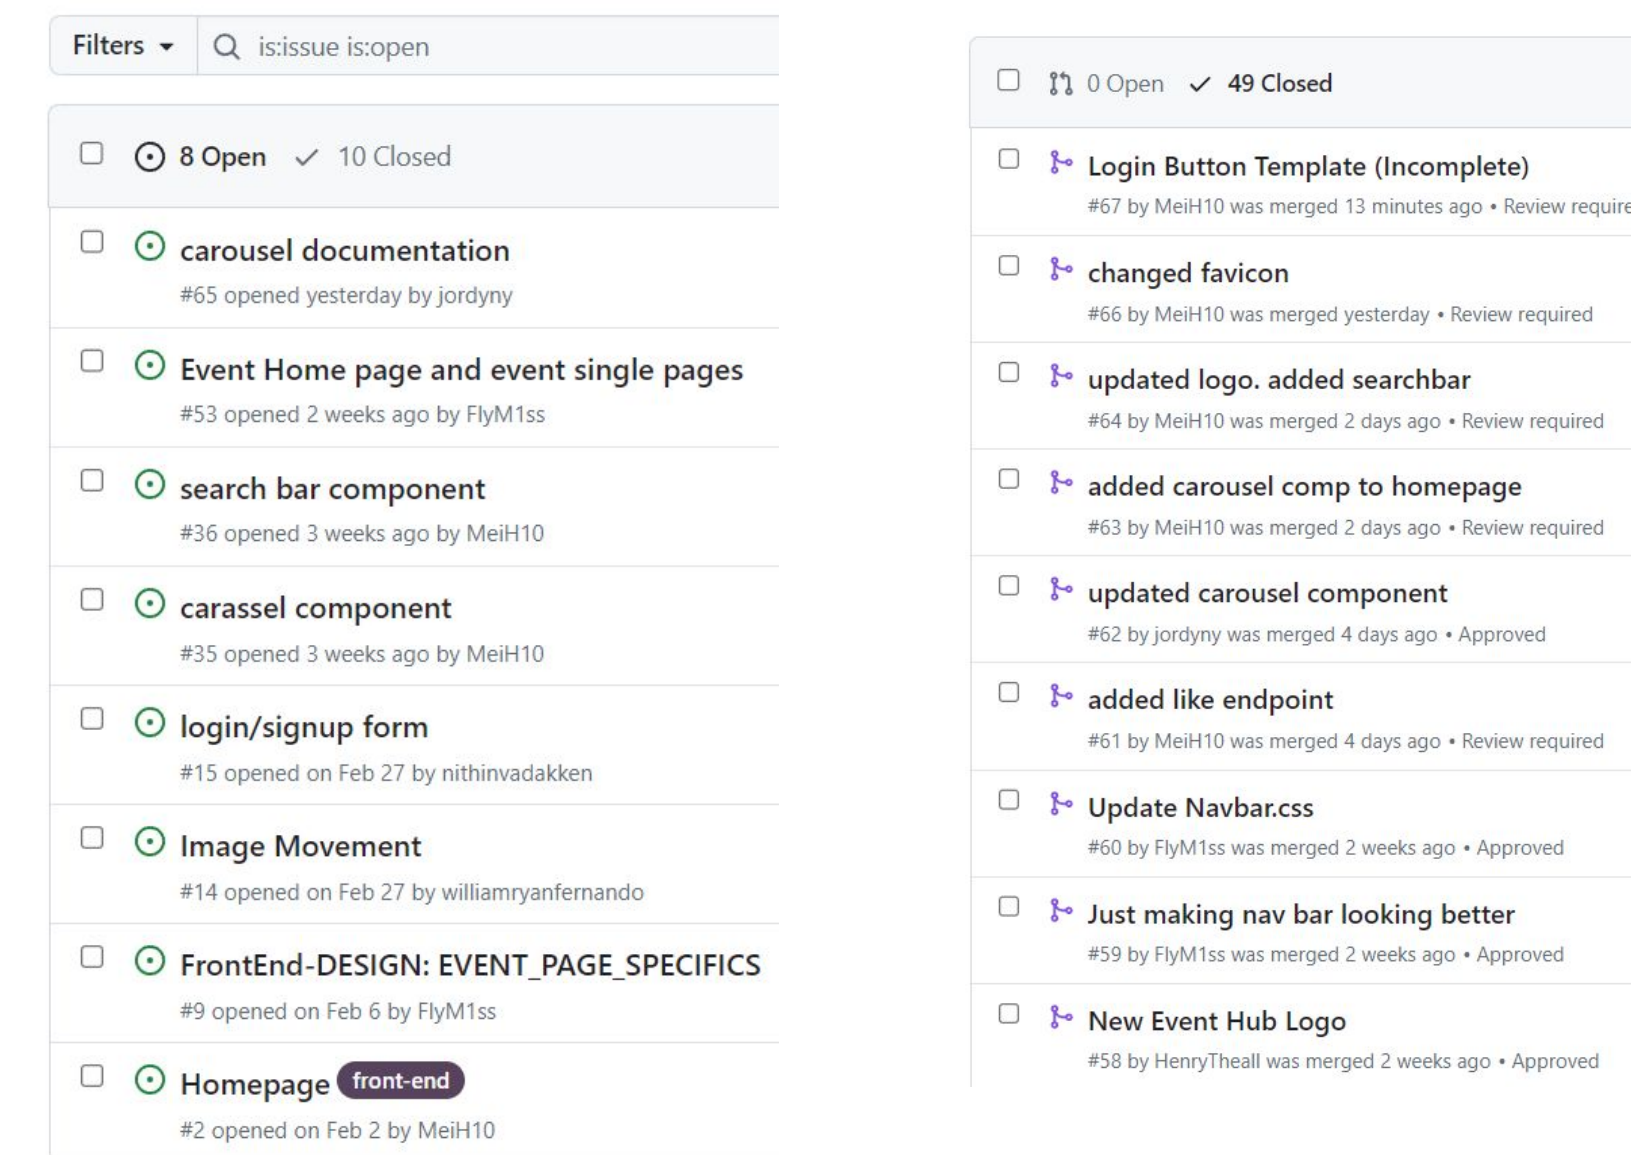 Filters
is:issue is:open
8 Open 10 Closed
carousel documentation
#65 opened yesterday by jordyny
Event Home page and event single pages
#53 opened 2 weeks ago by FlyM1ss
search bar component
#36 opened 3 weeks ago by MeiH10
carassel component
#35 opened 3 weeks ago by MeiH10
login/signup form
#15 opened on Feb 27 by nithinvadakken
Image Movement
#14 opened on Feb 27 by williamryanfernando
FrontEnd-DESIGN: EVENT_PAGE_SPECIFICS
#9 opened on Feb 6 by FlyM1ss
Homepage front-end
#2 opened on Feb 2 by MeiH10
0 Open 49 Closed
Login Button Template (Incomplete)
#67 by MeiH10 was merged 13 minutes ago • Review require
changed favicon
#66 by MeiH10 was merged yesterday • Review required
updated logo. added searchbar
#64 by MeiH10 was merged 2 days ago • Review required
added carousel comp to homepage
#63 by MeiH10 was merged 2 days ago • Review required
updated carousel component
#62 by jordyny was merged 4 days ago • Approved
added like endpoint
#61 by MeiH10 was merged 4 days ago • Review required
Update Navbar.css
#60 by FlyM1ss was merged 2 weeks ago • Approved
Just making nav bar looking better
#59 by FlyM1ss was merged 2 weeks ago • Approved
New Event Hub Logo
#58 by HenryTheall was merged 2 weeks ago • Approved